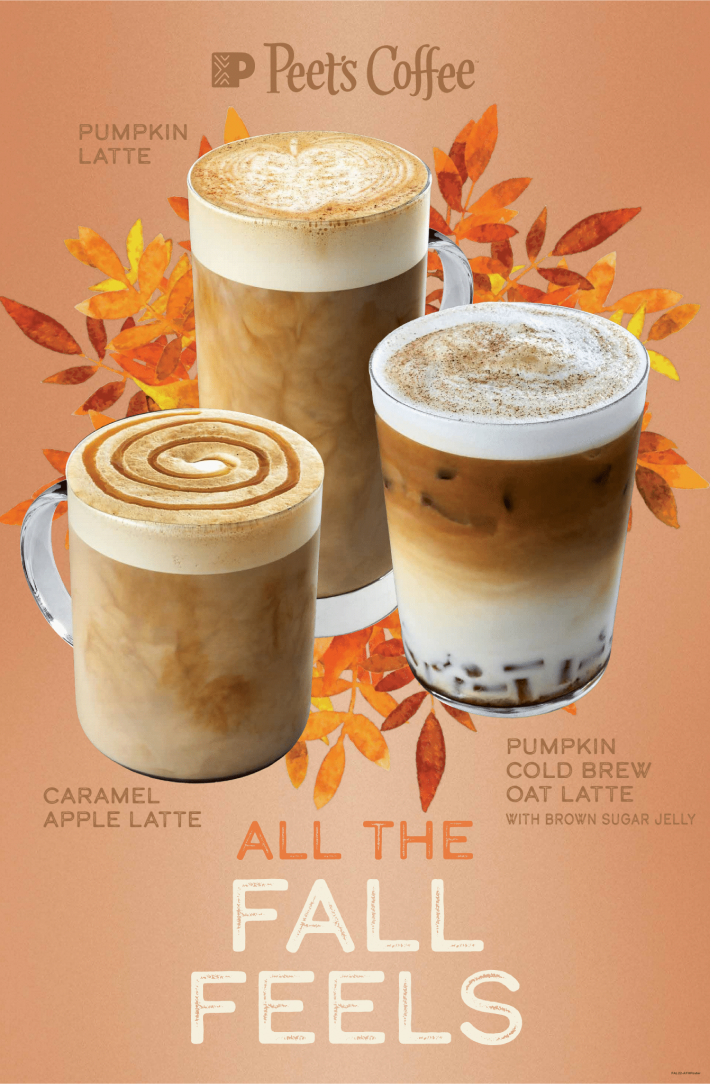 Peet's Coffee
PUMPKIN
LATTE
PUMPKIN
COLD BREW
OAT LATTE
WITH BROWN SUGAR JELLY
CARAMEL
APPLE LATTE
ALL THE
FALL
FEELS